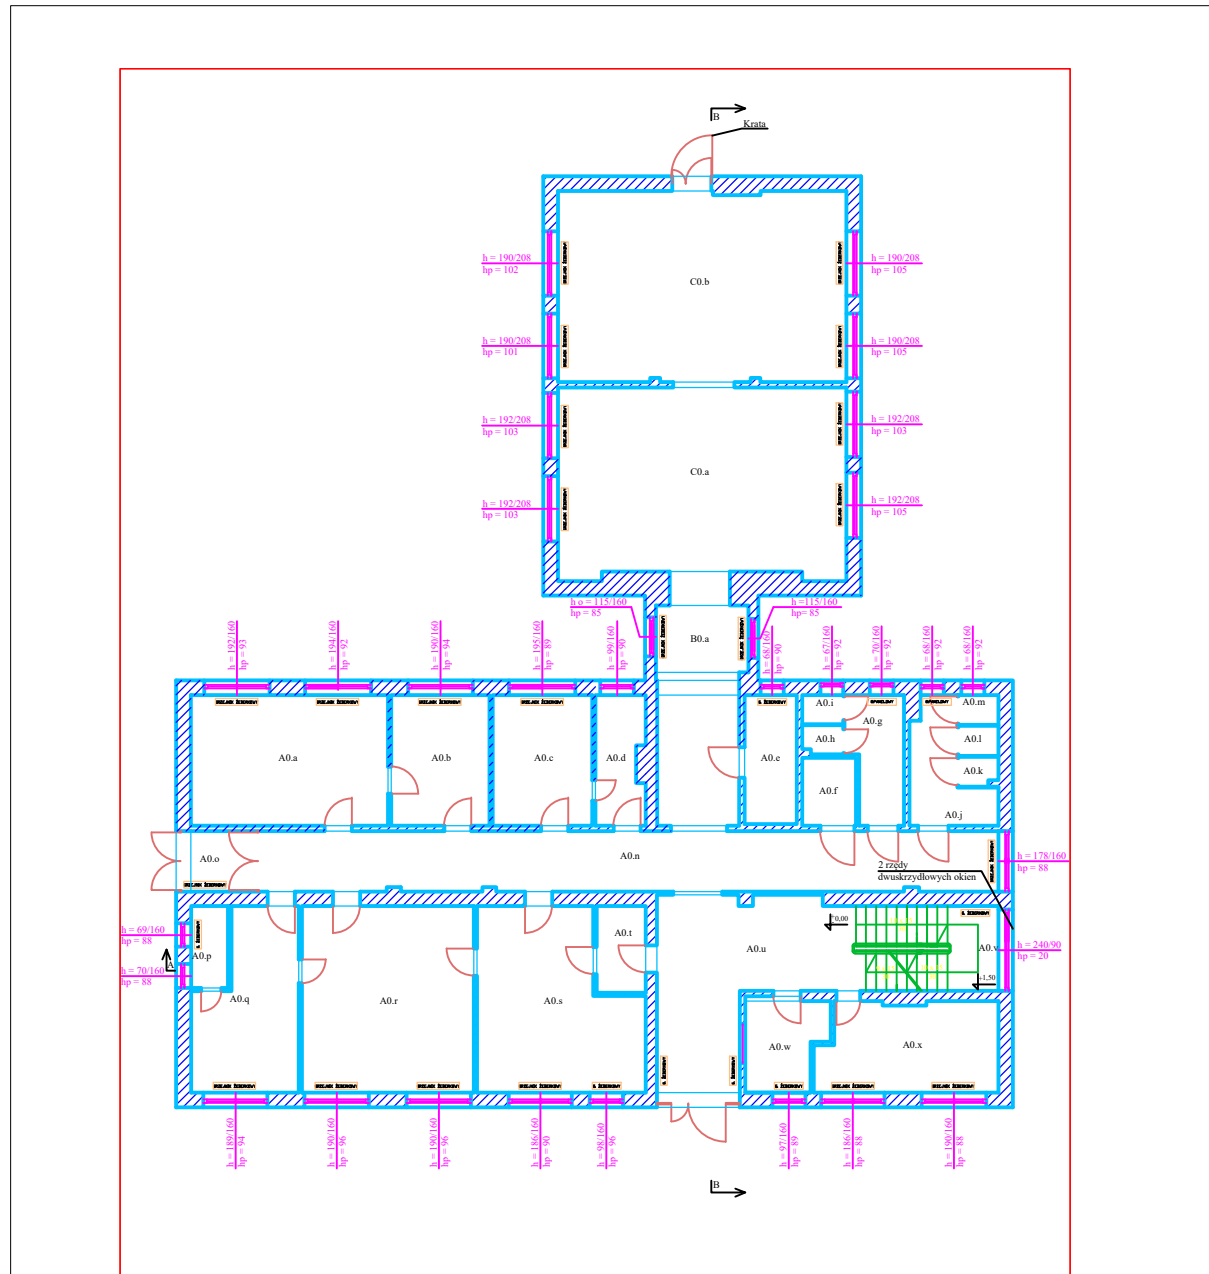 B
Krata
h = 190/208
hp = 102
h = 190/208
hp = 105
C0.b
h = 190/208
hp = 101
h = 190/208
hp = 105
h = 192/208
hp = 103
h = 192/208
hp = 103
C0.a
h = 192/208
hp = 103
h = 192/208
hp = 105
h o = 115/160
hp = 85
h =115/160
hp= 85
B0.a
h = 192/160
hp = 93
h = 194/160
hp = 92
h = 190/160
hp = 94
h = 195/160
hp = 89
h = 99/160
hp = 90
h = 68/160
hp = 90
h = 67/160
hp = 92
h = 70/160
hp = 92
h = 68/160
hp = 92
h = 68/160
hp = 92
A0.i
A0.m
A0.g
A0.h
A0.l
A0.a
A0.b
A0.c
A0.d
A0.e
A0.k
A0.f
A0.j
A0.o
A0.n
2 rzędy
dwuskrzydłowych okien
h = 178/160
hp = 88
h = 69/160
hp = 88
A0.t
A0.u
A0.v
h = 240/90
hp = 20
A
A0.p
h = 70/160
hp = 88
+1,50
A0.q
A0.r
A0.s
A0.w
A0.x
h = 189/160
hp = 94
h = 190/160
hp = 96
h = 190/160
hp = 96
h = 186/160
hp = 90
h = 98/160
hp = 96
h = 97/160
hp = 89
h = 186/160
hp = 88
h = 190/160
hp = 88
B